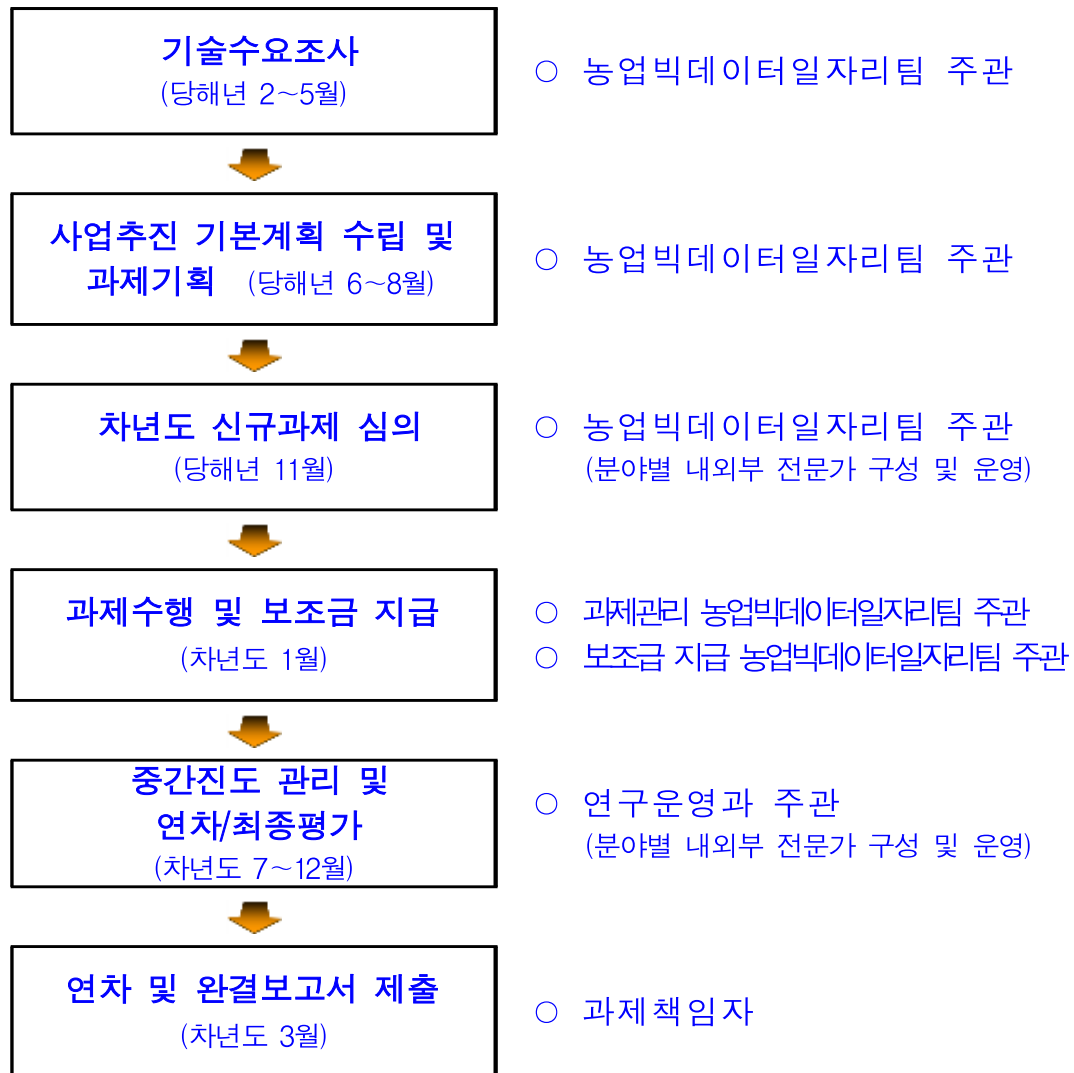 기술수요조사
(당해년 2~5월)
○ 농업빅데이터일자리팀 주관
사업추진 기본계획 수립 및
과제기획 (당해년 6~8월)
○ 농업빅데이터일자리팀 주관
차년도 신규과제 심의
(당해년 11월)
○ 농업빅데이터일자리팀 주관
(분야별 내외부 전문가 구성 및 운영)
과제수행 및 보조금 지급
(차년도 1월)
○ 과제관리 농업빅데이터일자리팀 주관
○ 보조급 지급 농업빅데이터일자리팀 주관
중간진도 관리 및
연차/최종평가
(차년도 7~12월)
○ 연구운영과 주관
(분야별 내외부 전문가 구성 및 운영)
연차 및 완결보고서 제출
(차년도 3월)
○ 과제책임자